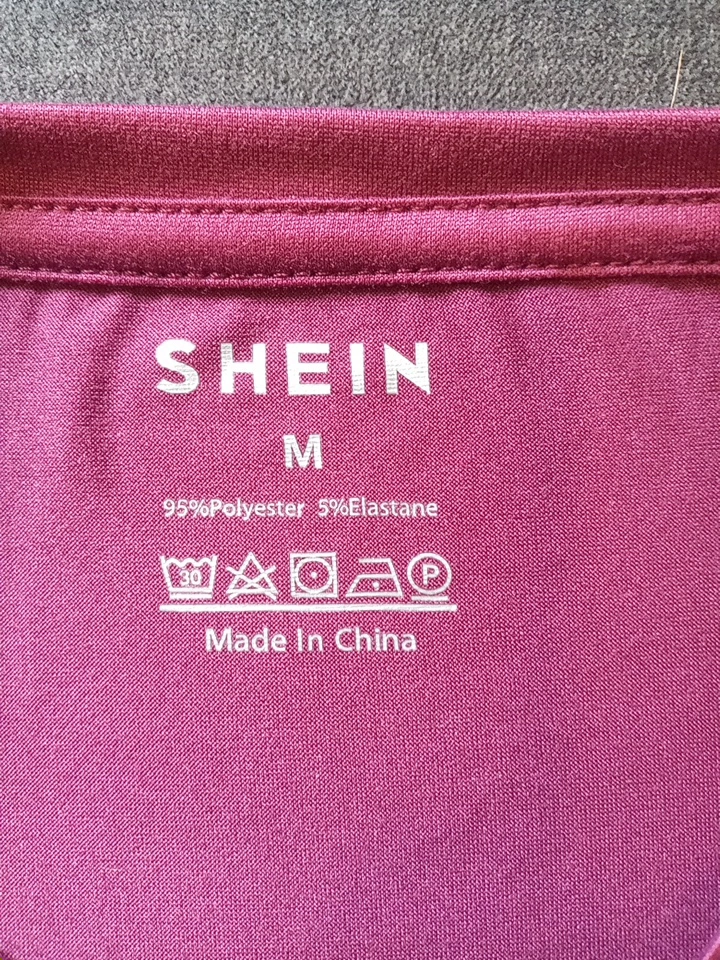 SHEIN
M
95%Polyester 5%Elastane
30 P
Made In China